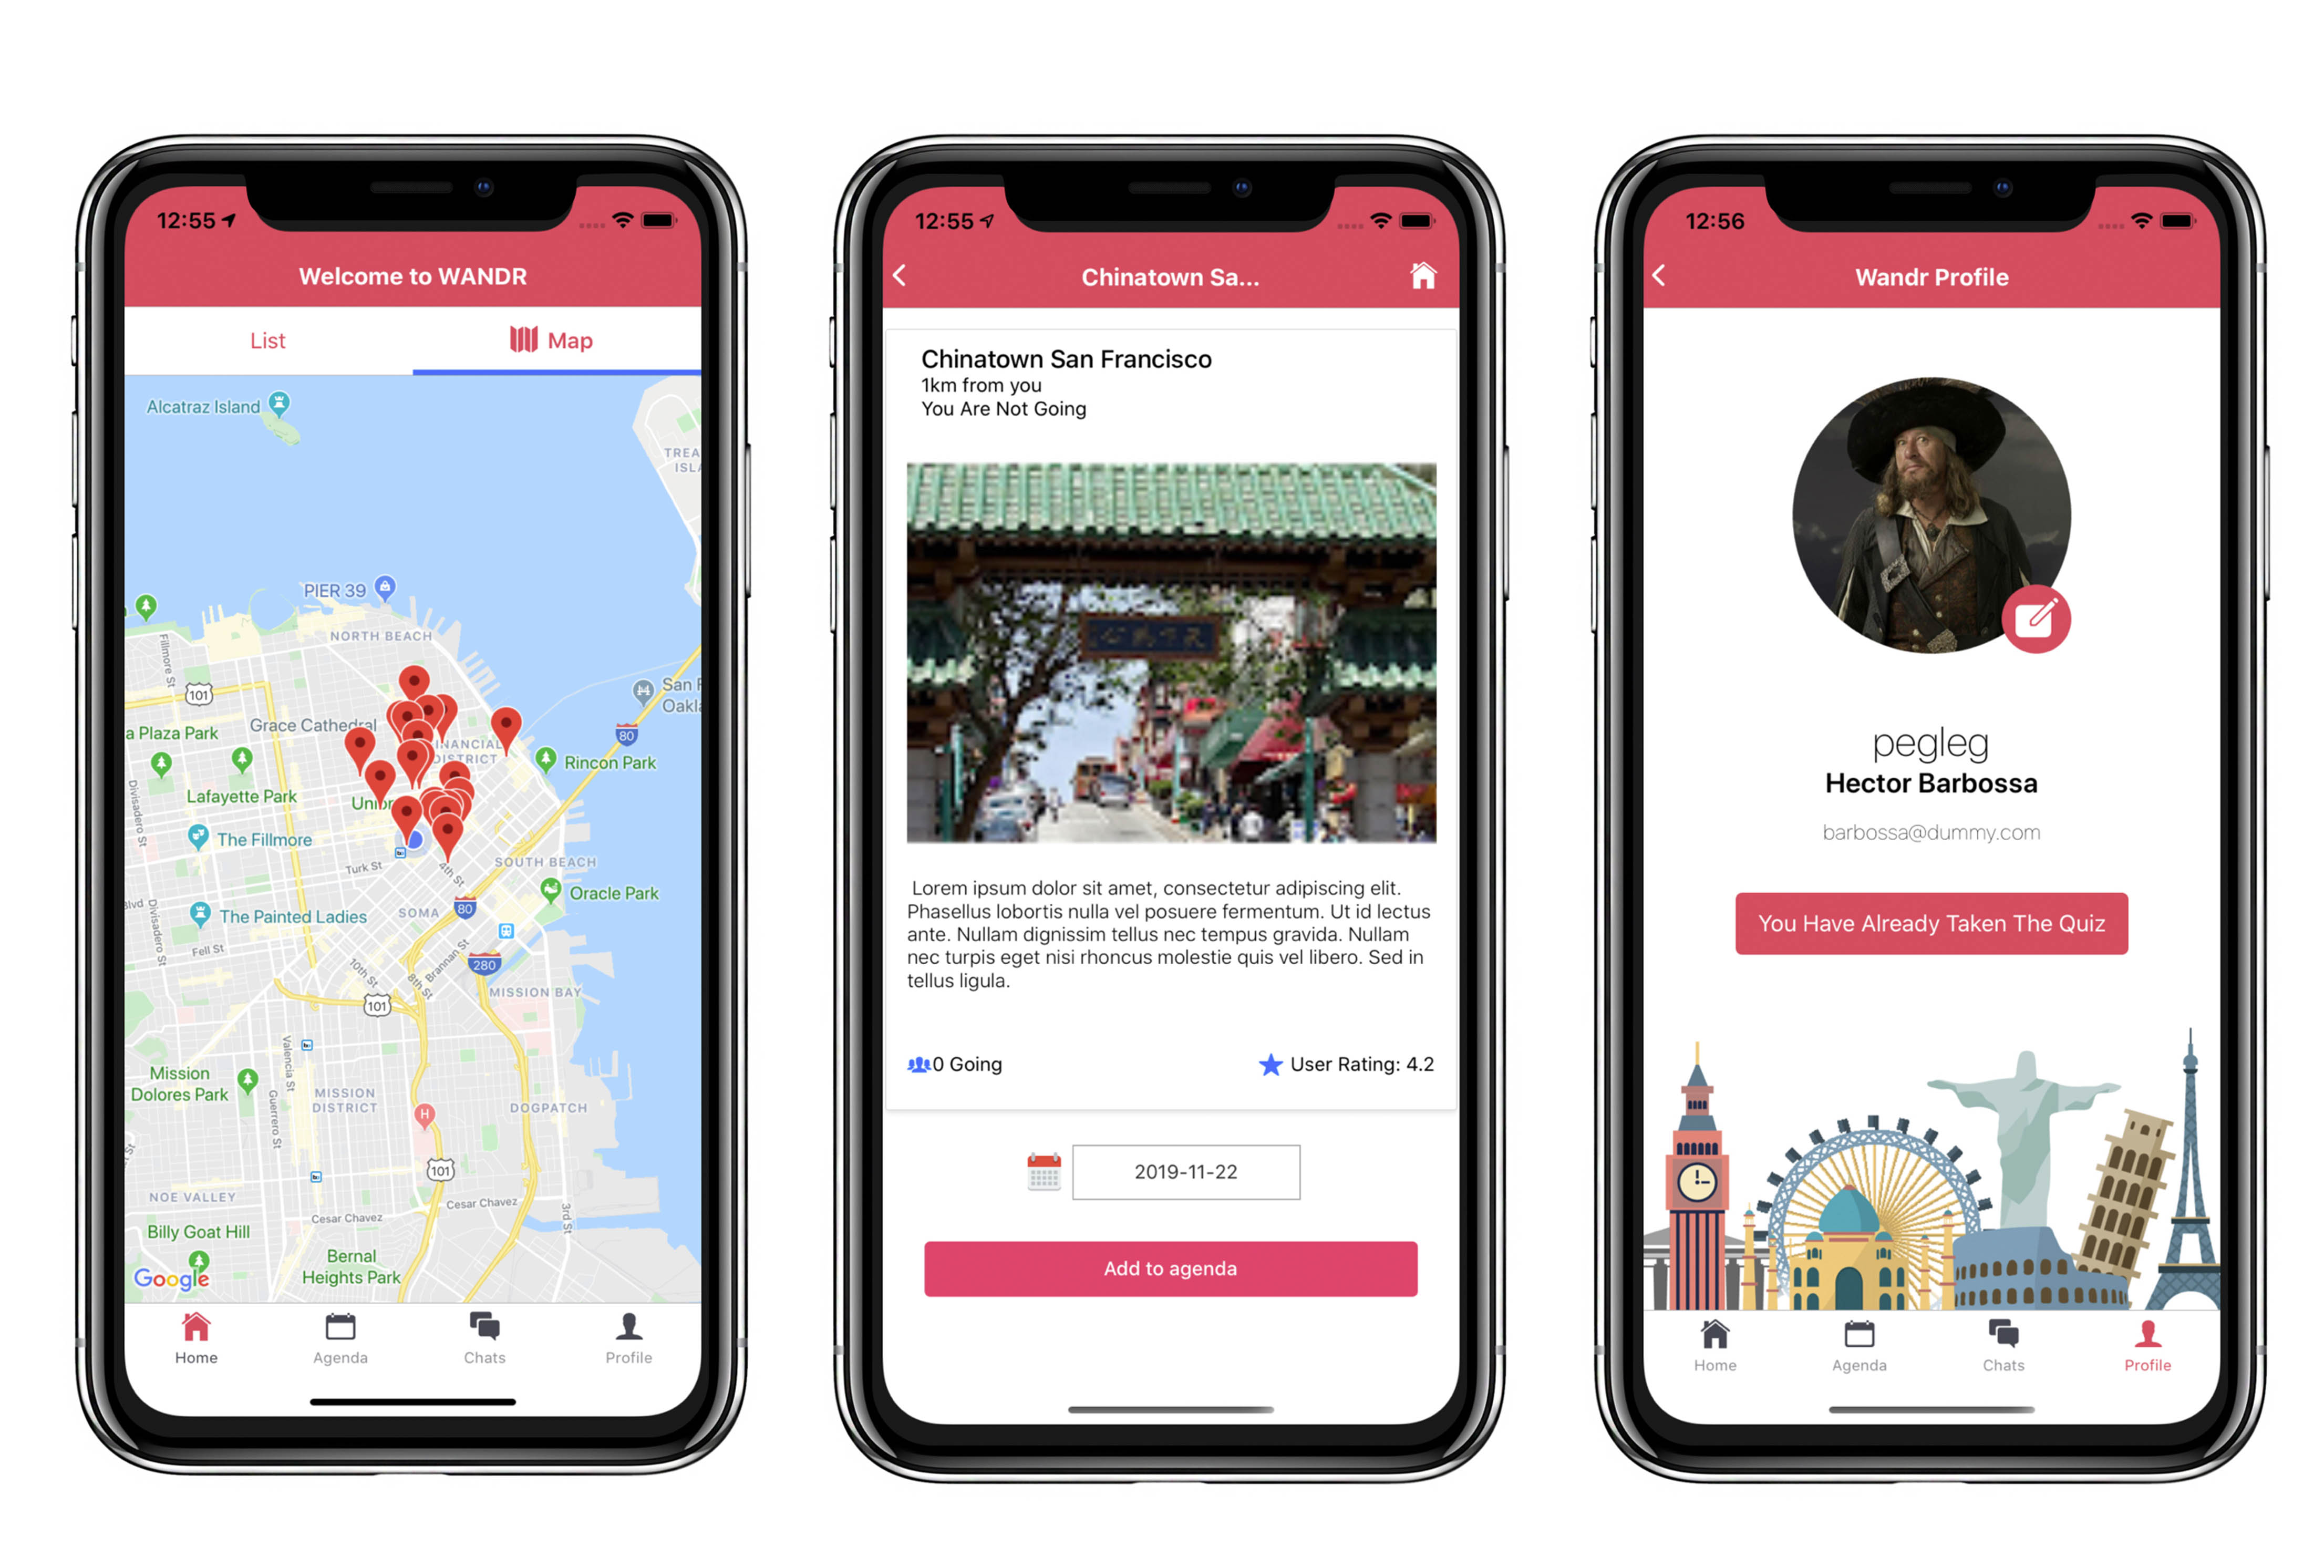 12:55
Welcome to WANDR
List
Map
Alcatraz Island
TREA
ISLA
PIER 39
NORTH BEACH
Fillmore St
101
San F
Oakla
Grace Cathedral
a Plaza Park
80
INANCIAL
DISTRICT
Rincon Park
Lafayette Park
Union
Divisadero St
The Fillmore
Turk St
4th St
SOUTH BEACH
Oracle Park
Blvd
Divisadero St
The Painted Ladies
SOMA
80
Fell St
10th St
8th St
Brannan St
280
101
MISSION BAY
Valencia St
Mission
Dolores Park
Guerrero St
MISSION
DISTRICT
H
DOGPATCH
101
NOE VALLEY
Cesar Chavez
Cesar Chavez
3rd St
Billy Goat Hill
Bernal
Heights Park
Google
Home
Agenda
Chats
Profile
12:55
Chinatown Sa...
Chinatown San Francisco
1km from you
You Are Not Going
Lorem ipsum dolor sit amet, consectetur adipiscing elit.
Phasellus lobortis nulla vel posuere fermentum. Ut id lectus
ante. Nullam dignissim tellus nec tempus gravida. Nullam
nec turpis eget nisi rhoncus molestie quis vel libero. Sed in
tellus ligula.
0 Going
User Rating: 4.2
2019-11-22
Add to agenda
12:56
Wandr Profile
pegleg
Hector Barbossa
barbossa@dummy.com
You Have Already Taken The Quiz
Home
Agenda
Chats
Profile